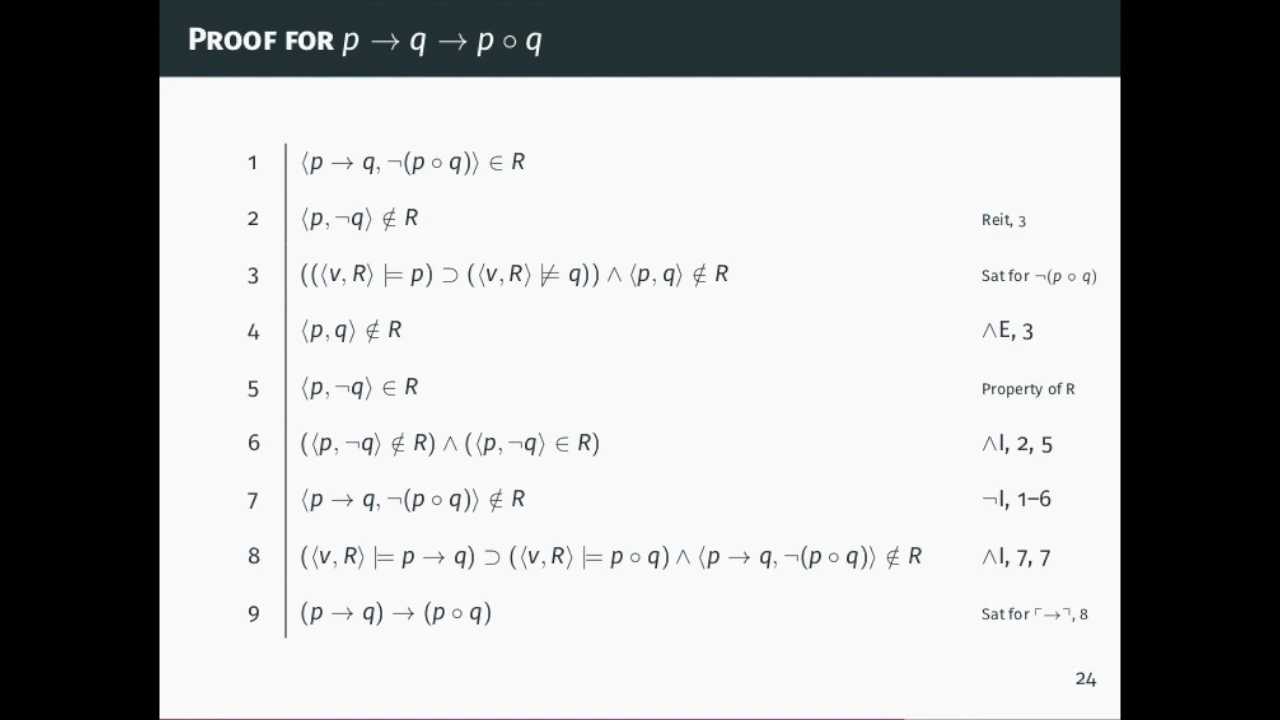 PROOF FOR p → q → p ∘ q
1 ⟨p → q, ¬(p ∘ q)⟩ ∈ R
2 ⟨p, ¬q⟩ ∉ R Reit, 3
3 (((⟨v, R⟩ ⊨ p) ⊃ (⟨v, R⟩ ⊭ q)) ∧ ⟨p, q⟩ ∉ R Sat for ¬(p ∘ q)
4 ⟨p, q⟩ ∉ R ∧E, 3
5 ⟨p, ¬q⟩ ∈ R Property of R
6 (⟨p, ¬q⟩ ∉ R) ∧ (⟨p, ¬q⟩ ∈ R) ∧I, 2, 5
7 ⟨p → q, ¬(p ∘ q)⟩ ∉ R ¬I, 1–6
8 (⟨v, R⟩ ⊨ p → q) ⊃ (⟨v, R⟩ ⊨ p ∘ q) ∧ ⟨p → q, ¬(p ∘ q)⟩ ∉ R ∧I, 7, 7
9 (p → q) → (p ∘ q) Sat for ⌜→⌝, 8
24